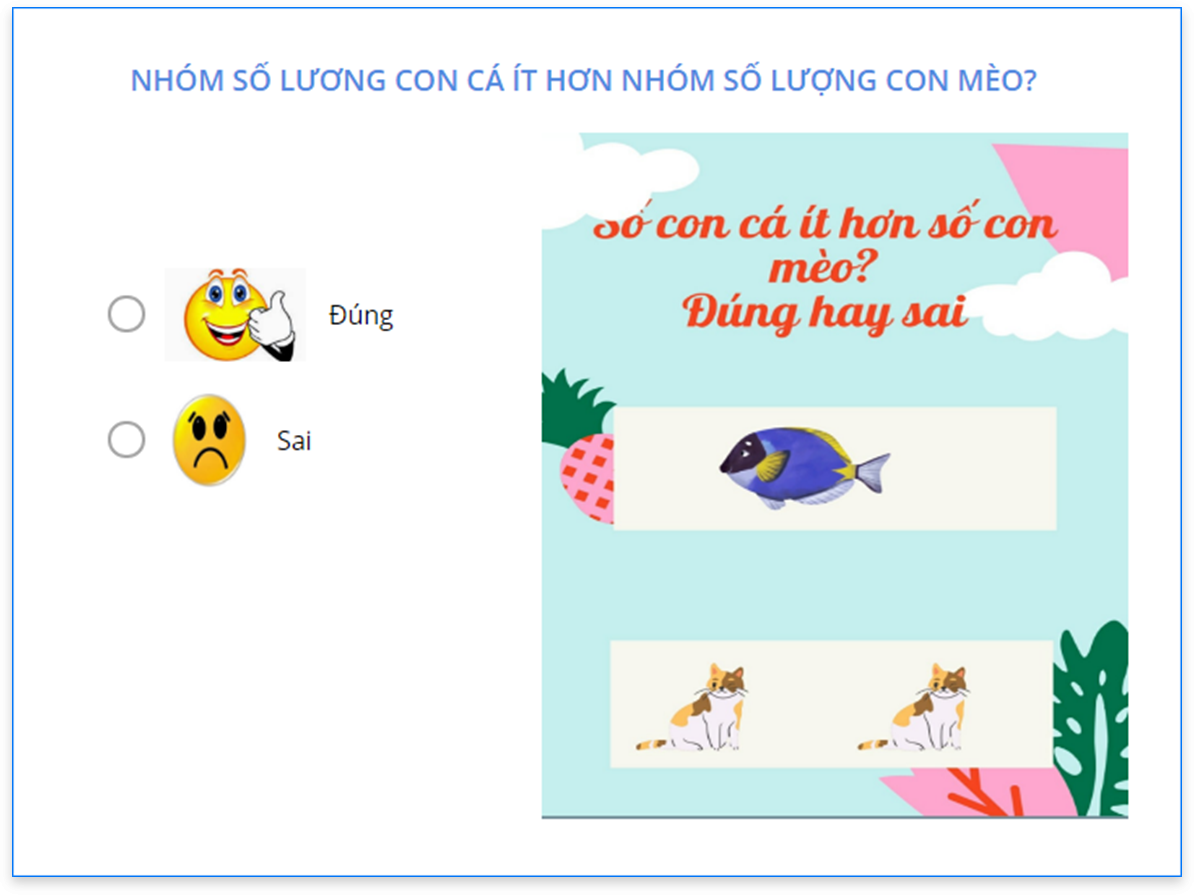 NHÓM SỐ LƯƠNG CON CÁ ÍT HƠN NHÓM SỐ LƯỢNG CON MÈO?
Đúng
Sai
Số con cá ít hơn số con
mèo?
Đúng hay sai